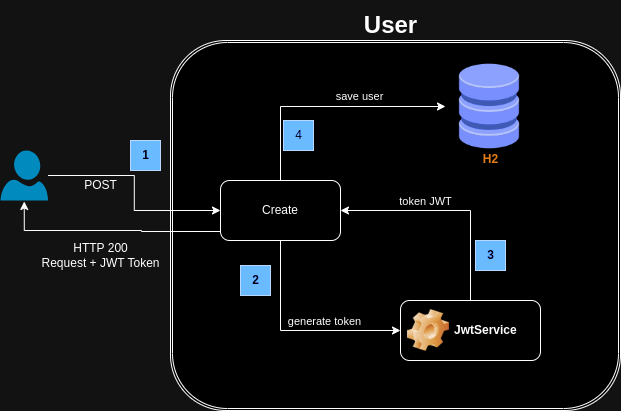 User
save user
4
1
H2
POST
token JWT
Create
HTTP 200
Request + JWT Token
3
2
generate token
JwtService